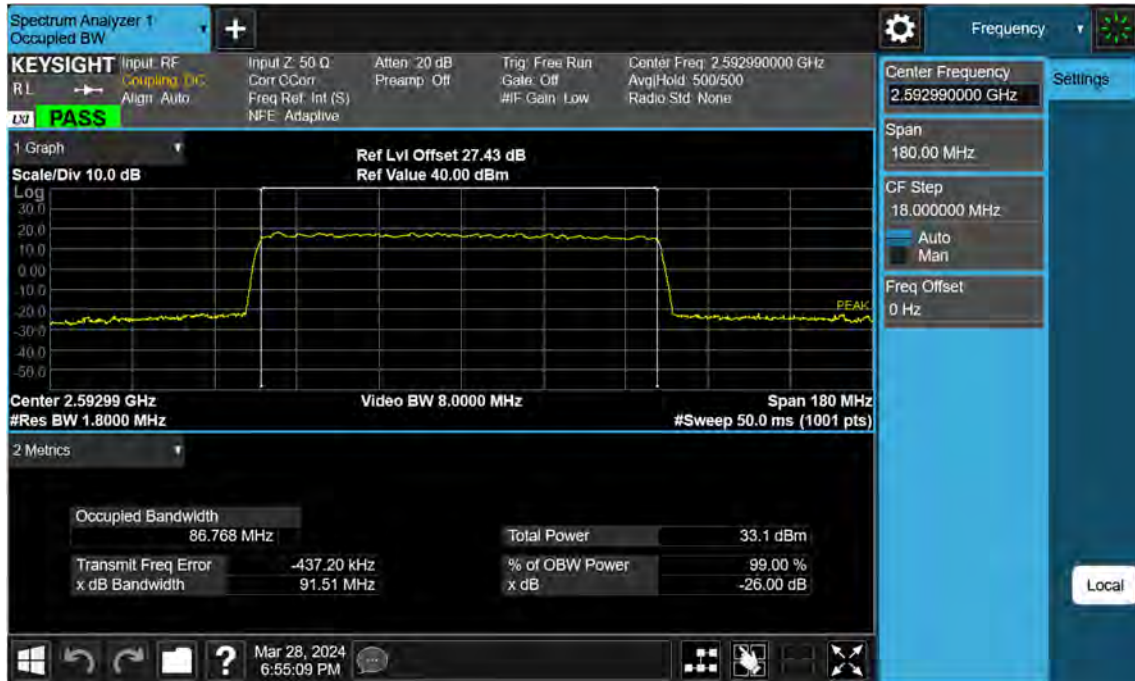 Spectrum Analyzer 1
Occupied BW
Frequency
KEYSIGHT
R L
LXI PASS
Input: RF
Coupling: DC
Align: Auto
Input Z: 50 Ω
Corr CCorr
Freq Ref: Int (S)
NFE: Adaptive
Atten: 20 dB
Preamp: Off
Trig: Free Run
Gate: Off
#IF Gain: Low
Center Freq: 2.592990000 GHz
Avg|Hold: 500/500
Radio Std: None
Center Frequency
2.592990000 GHz
Settings
Span
180.00 MHz
CF Step
18.000000 MHz
Auto
Man
Freq Offset
0 Hz
1 Graph
Scale/Div 10.0 dB
Ref Lvl Offset 27.43 dB
Ref Value 40.00 dBm
Log
30.0
20.0
10.0
0.00
-10.0
-20.0
-30.0
-40.0
-50.0
PEAK
Center 2.59299 GHz
#Res BW 1.8000 MHz
Video BW 8.0000 MHz
Span 180 MHz
#Sweep 50.0 ms (1001 pts)
2 Metrics
Occupied Bandwidth
86.768 MHz
Transmit Freq Error -437.20 kHz
x dB Bandwidth 91.51 MHz
Total Power 33.1 dBm
% of OBW Power 99.00 %
x dB -26.00 dB
Local
?
Mar 28, 2024
6:55:09 PM